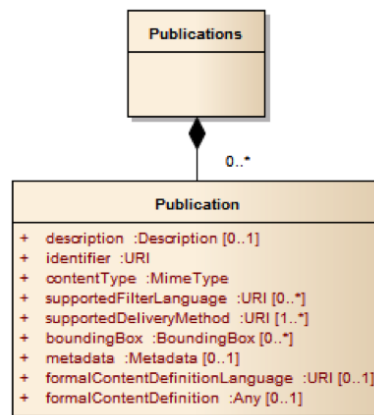 Publications
0..*
Publication
+ description :Description [0..1]
+ identifier :URI
+ contentType :MimeType
+ supportedFilterLanguage :URI [0..*]
+ supportedDeliveryMethod :URI [1..*]
+ boundingBox :BoundingBox [0..*]
+ metadata :Metadata [0..1]
+ formalContentDefinitionLanguage :URI [0..1]
+ formalContentDefinition :Any [0..1]